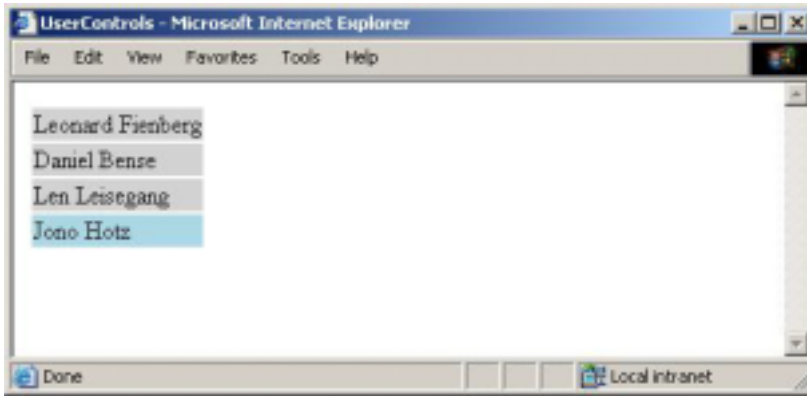 UserControls - Microsoft Internet Explorer
File Edit View Favorites Tools Help
Leonard Fienberg
Daniel Bense
Len Leisegang
Jono Hotz
Done
Local intranet